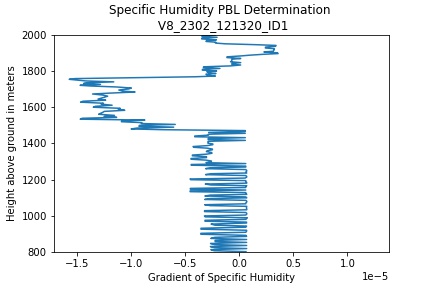 Specific Humidity PBL Determination
V8_2302_121320_ID1
Height above ground in meters
2000
1800
1600
1400
1200
1000
800
−1.5
−1.0
−0.5
0.0
0.5
1.0
1e−5
Gradient of Specific Humidity